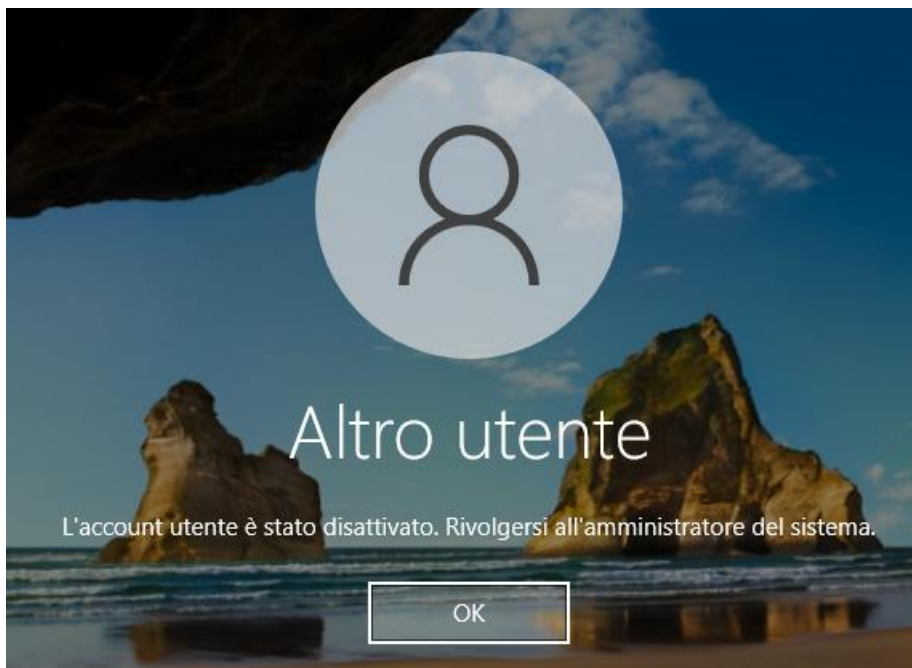 Altro utente
L'account utente è stato disattivato. Rivolgersi all'amministratore del sistema.
OK